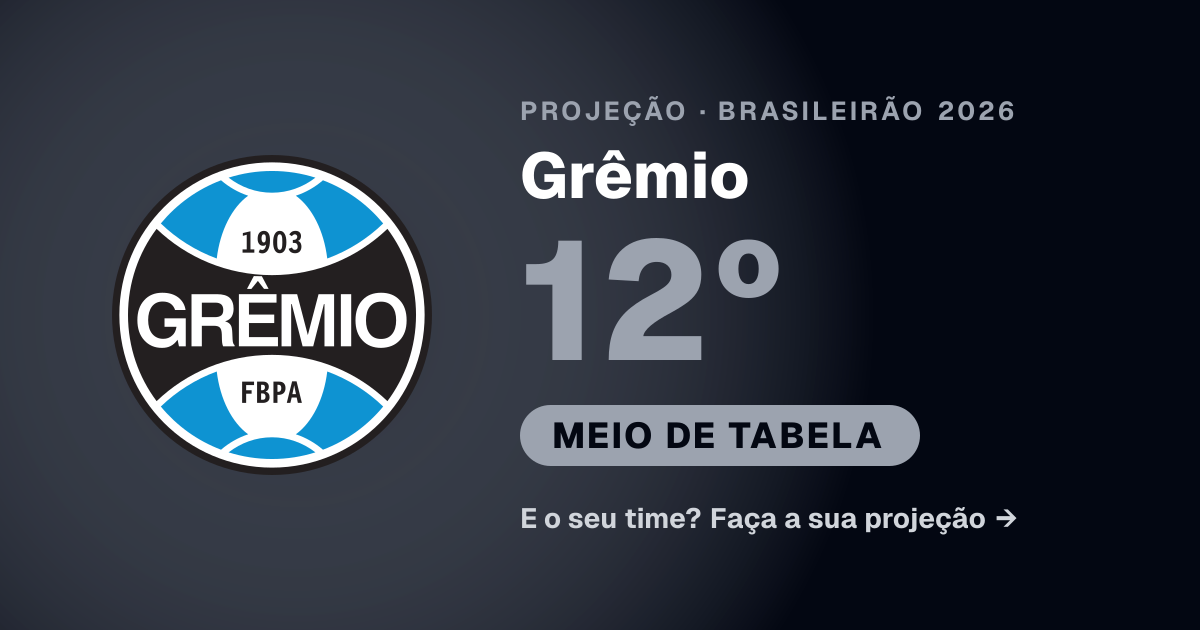 1903
GRÊMIO
FBPA
PROJEÇÃO · BRASILEIRÃO 2026
Grêmio
12º
MEIO DE TABELA
E o seu time? Faça a sua projeção →